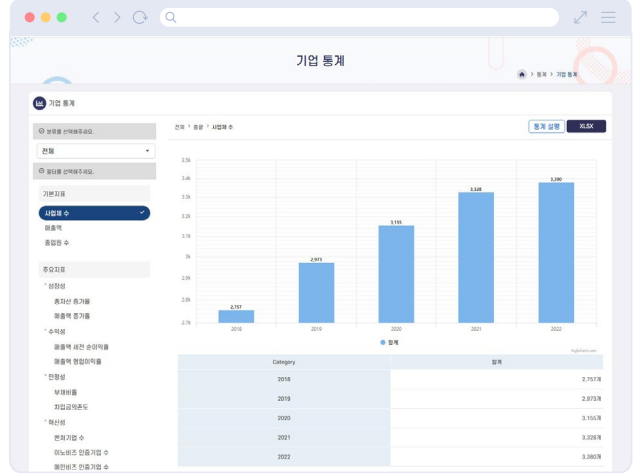 기업 통계
통계
기업 통계
기업 통계
분류를 선택해주세요.
전체
필터를 선택해주세요.
기본지표
사업체 수
매출액
종업원 수
주요지표
성장성
총자산 증가율
매출액 증가율
수익성
매출액 세전 순이익율
매출액 영업이익율
안정성
부채비율
차입금의존도
혁신성
벤처기업 수
이노비즈 인증기업 수
메인비즈 인증기업 수
전체 총괄 사업체 수
통계 설명
XLSX
3.5k
3.4k
3.3k
3.2k
3.1k
3k
2.9k
2.8k
2.7k
2,757
2,973
3,155
3,328
3,380
2018 2019 2020 2021 2022
합계
Highcharts.com
Category 합계
2018 2,757개
2019 2,973개
2020 3,155개
2021 3,328개
2022 3,380개